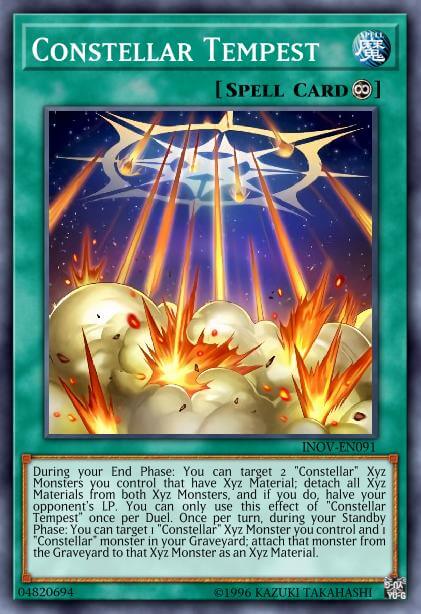 CONSTELLAR TEMPEST
SPELL
魔
[SPELL CARD]
INOV-EN091
During your End Phase: You can target 2 "Constellar" Xyz
Monsters you control that have Xyz Material; detach all Xyz
Materials from both Xyz Monsters, and if you do, halve your
opponent's LP. You can only use this effect of "Constellar
Tempest" once per Duel. Once per turn, during your Standby
Phase: You can target 1 "Constellar" Xyz Monster you control and 1
"Constellar" monster in your Graveyard; attach that monster from
the Graveyard to that Xyz Monster as an Xyz Material.
04820694
©1996 KAZUKI TAKAHASHI